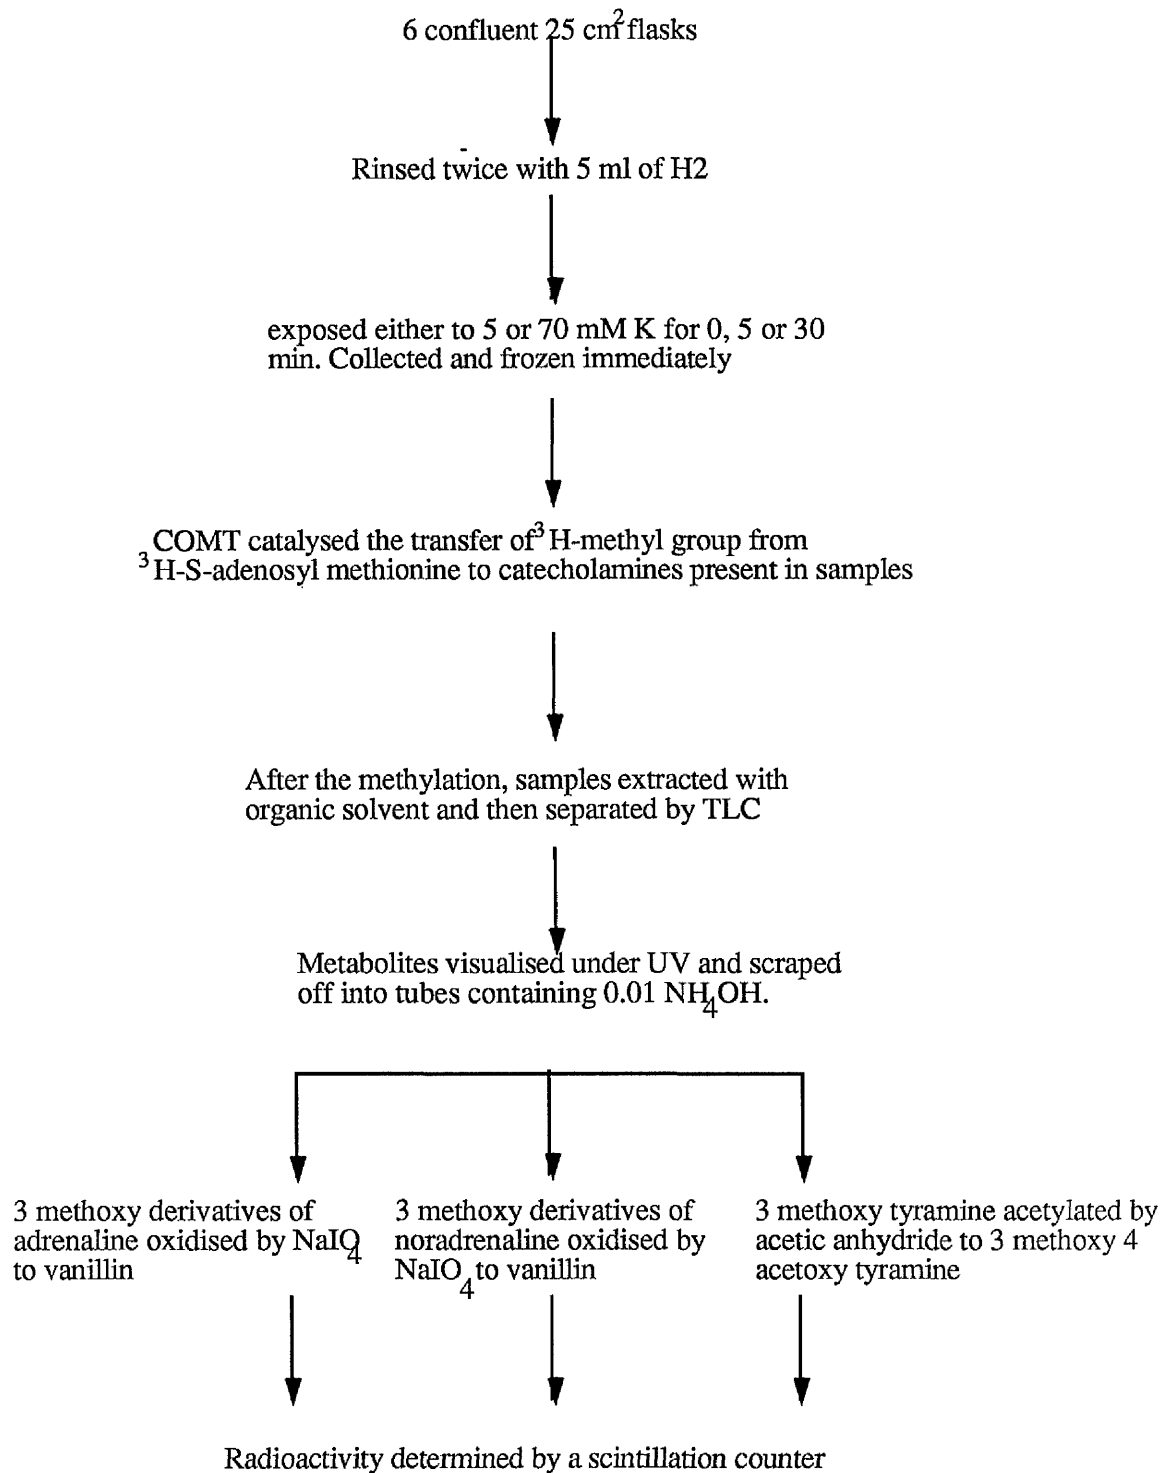 6 confluent 25 cm² flasks
Rinsed twice with 5 ml of H2
exposed either to 5 or 70 mM K for 0, 5 or 30
min. Collected and frozen immediately
COMT catalysed the transfer of ³H-methyl group from
³H-S-adenosyl methionine to catecholamines present in samples
After the methylation, samples extracted with
organic solvent and then separated by TLC
Metabolites visualised under UV and scraped
off into tubes containing 0.01 NH₄OH.
3 methoxy derivatives of
adrenaline oxidised by NaIO₄
to vanillin
3 methoxy derivatives of
noradrenaline oxidised by
NaIO₄ to vanillin
3 methoxy tyramine acetylated by
acetic anhydride to 3 methoxy 4
acetoxy tyramine
Radioactivity determined by a scintillation counter